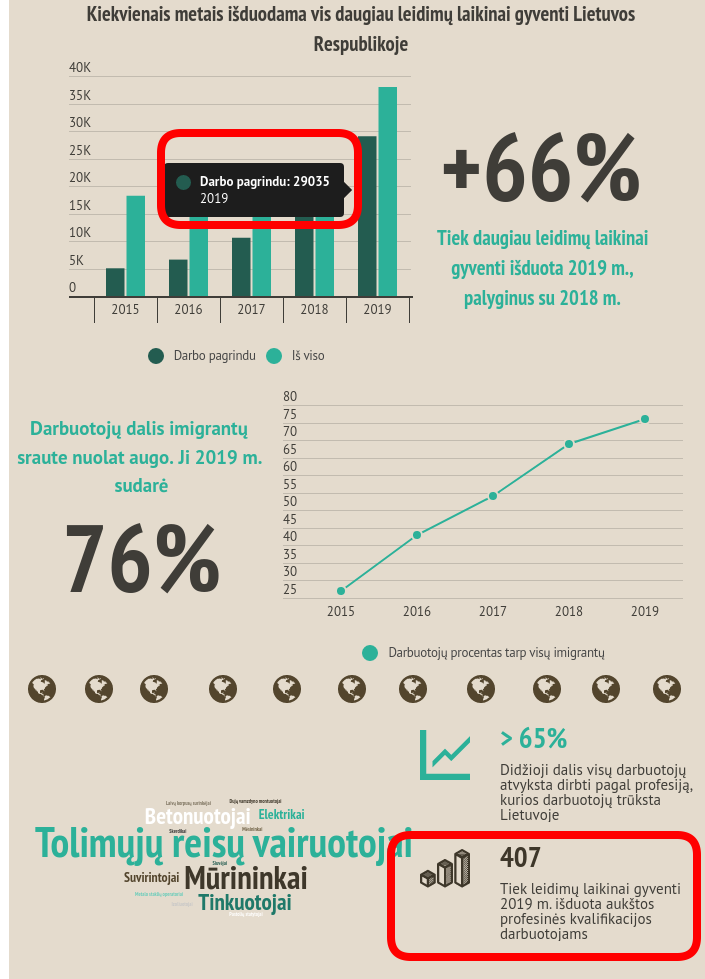 Kiekvienais metais išduodama vis daugiau leidimų laikinai gyventi Lietuvos
Respublikoje
40K
35K
30K
25K
20K
15K
10K
5K
0
Darbo pagrindu: 29035
2019
2015 2016 2017 2018 2019
Darbo pagrindu Iš viso
+66%
Tiek daugiau leidimų laikinai
gyventi išduota 2019 m.,
palyginus su 2018 m.
Darbuotojų dalis imigrantų
sraute nuolat augo. Ji 2019 m.
sudarė
76%
80
75
70
65
60
55
50
45
40
35
30
25
2015 2016 2017 2018 2019
Darbuotojų procentas tarp visų imigrantų
> 65%
Didžioji dalis visų darbuotojų
atvyksta dirbti pagal profesiją,
kurios darbuotojų trūksta
Lietuvoje
Laivų korpusų surinkėjai
Betonuotojai Elektrikai
Skardikai
Tolimųjų reisų vairuotojai
Suvirintojai Mūrininkai
Tinkuotojai
407
Tiek leidimų laikinai gyventi
2019 m. išduota aukštos
profesinės kvalifikacijos
darbuotojams